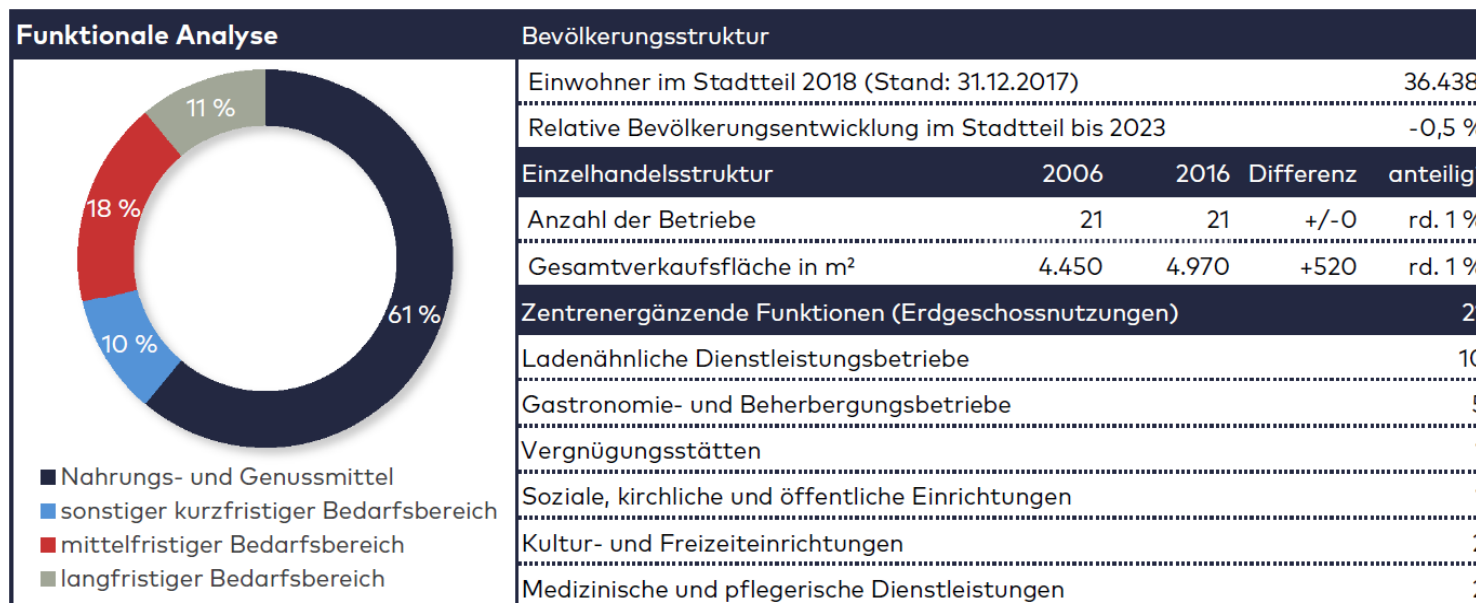 Funktionale Analyse
11 %
18 %
10 %
61 %
Nahrungs- und Genussmittel
sonstiger kurzfristiger Bedarfsbereich
mittelfristiger Bedarfsbereich
langfristiger Bedarfsbereich
Bevölkerungsstruktur
Einwohner im Stadtteil 2018 (Stand: 31.12.2017) 36.438
Relative Bevölkerungsentwicklung im Stadtteil bis 2023 -0,5 %
Einzelhandelsstruktur 2006 2016 Differenz anteilig
Anzahl der Betriebe 21 21 +/-0 rd. 1 %
Gesamtverkaufsfläche in m² 4.450 4.970 +520 rd. 1 %
Zentrenergänzende Funktionen (Erdgeschossnutzungen)
Ladenähnliche Dienstleistungsbetriebe 10
Gastronomie- und Beherbergungsbetriebe 5
Vergnügungsstätten
Soziale, kirchliche und öffentliche Einrichtungen
Kultur- und Freizeiteinrichtungen
Medizinische und pflegerische Dienstleistungen